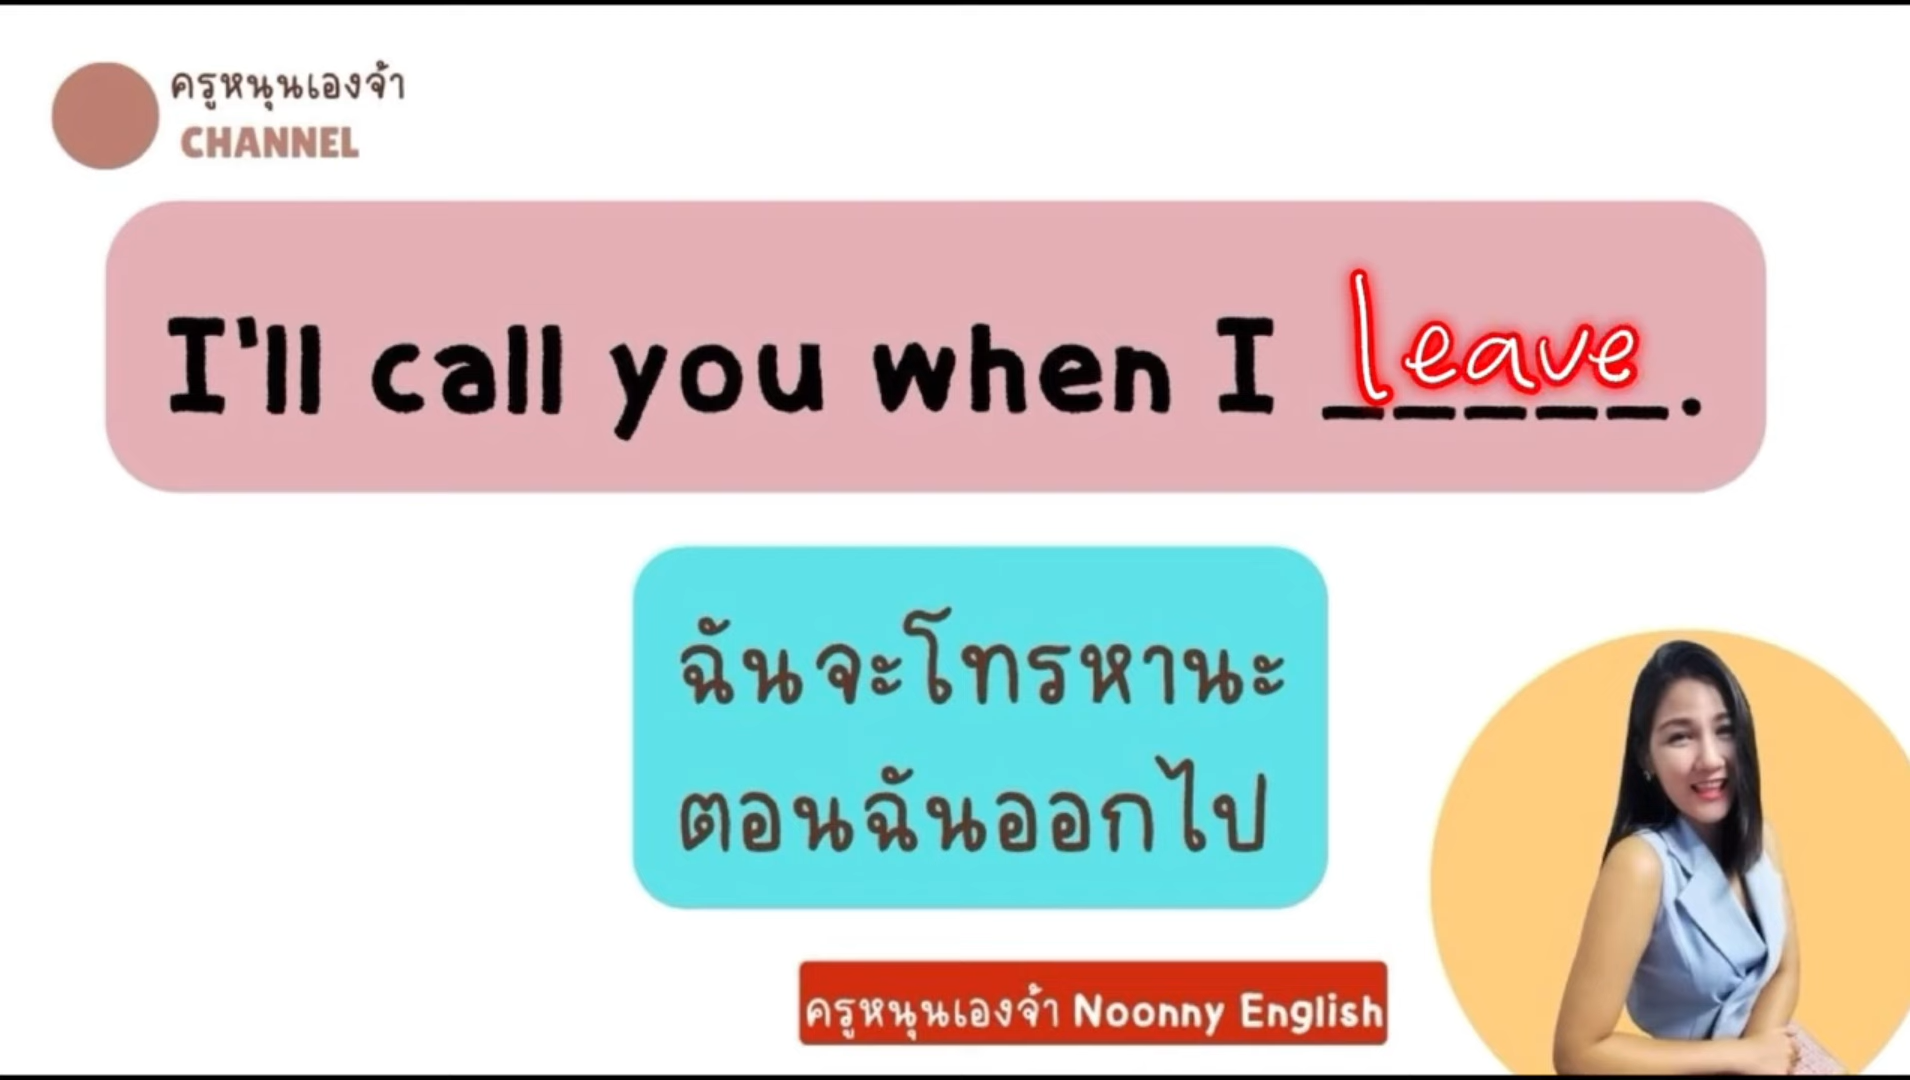 ครูหนุนเองจ้า
CHANNEL
I'll call you when I leave.
ฉันจะโทรหานะ
ตอนฉันออกไป
ครูหนุนเองจ้า Noonny English